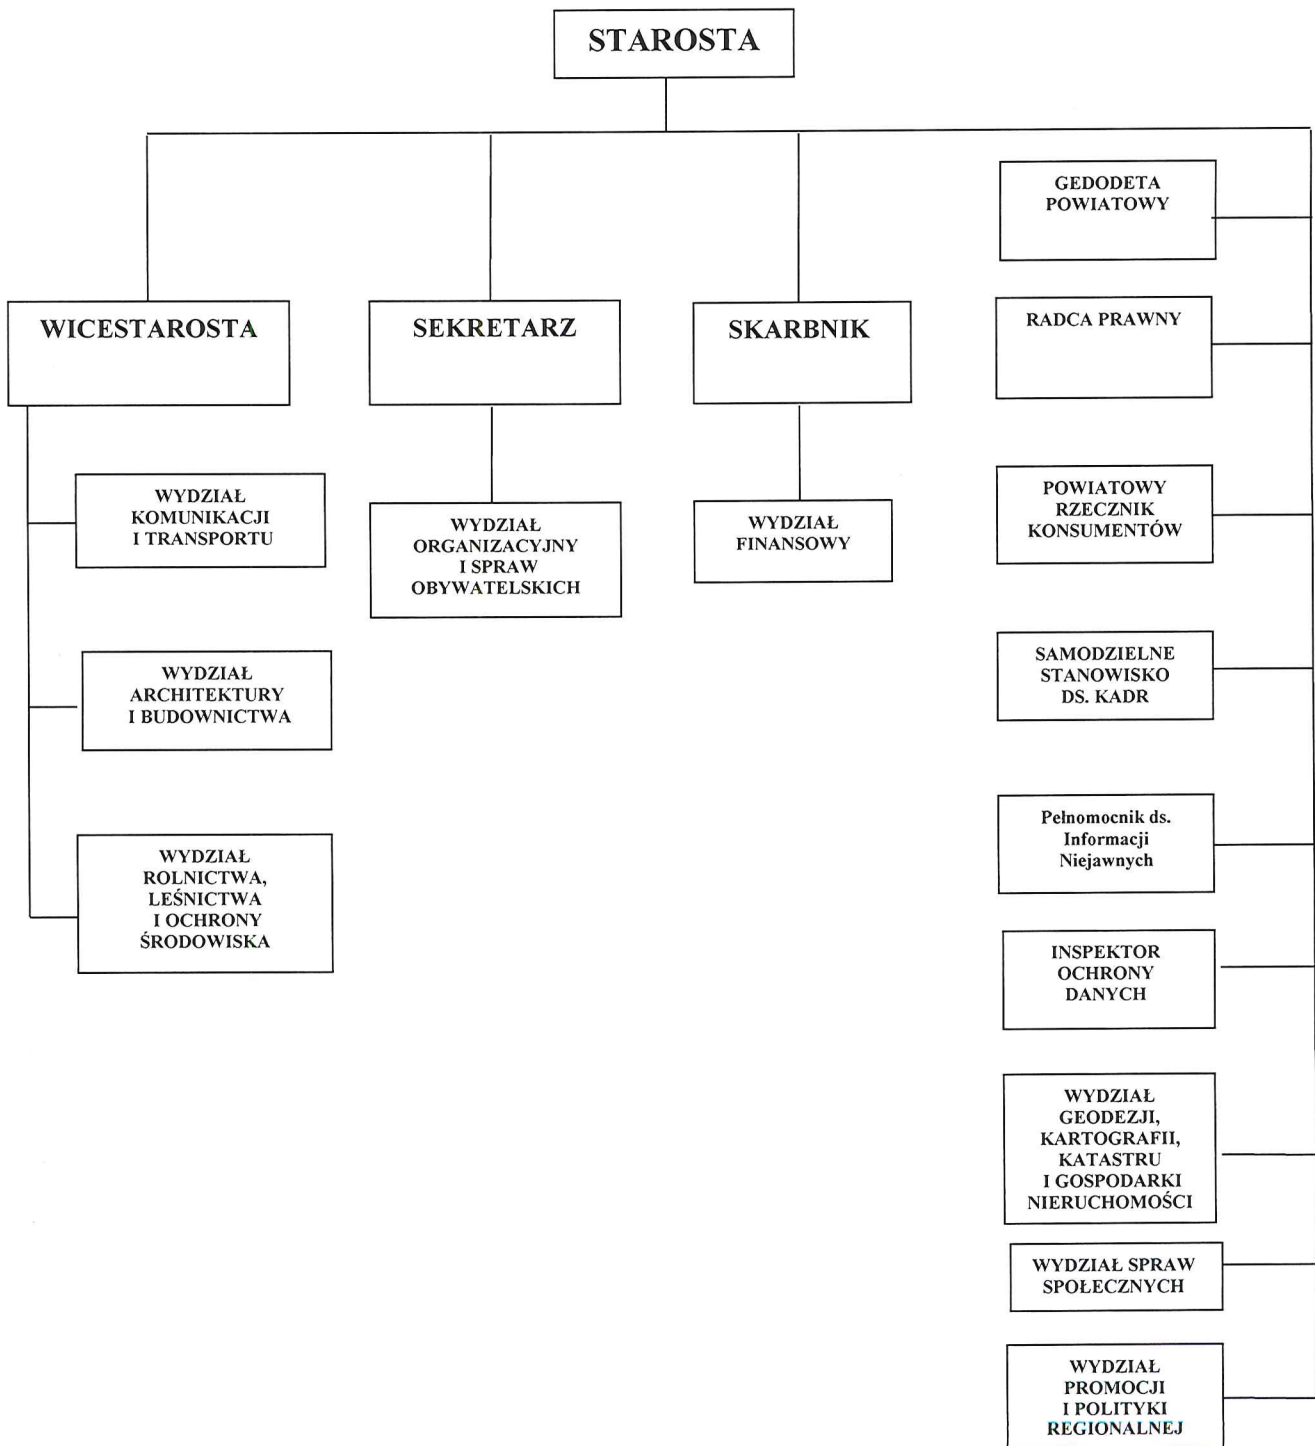 STAROSTA
WICESTAROSTA
WYDZIAŁ
KOMUNIKACJI
I TRANSPORTU
WYDZIAŁ
ARCHITEKTURY
I BUDOWNICTWA
WYDZIAŁ
ROLNICTWA,
LEŚNICTWA
I OCHRONY
ŚRODOWISKA
SEKRETARZ
WYDZIAŁ
ORGANIZACYJNY
I SPRAW
OBYWATELSKICH
SKARBNIK
WYDZIAŁ
FINANSOWY
GEDODETA
POWIATOWY
RADCA PRAWNY
POWIATOWY
RZECZNIK
KONSUMENTÓW
SAMODZIELNE
STANOWISKO
DS. KADR
Pełnomocnik ds.
Informacji
Niejawnych
INSPEKTOR
OCHRONY
DANYCH
WYDZIAŁ
GEODEZJI,
KARTOGRAFII,
KATASTRU
I GOSPODARKI
NIERUCHOMOŚCI
WYDZIAŁ SPRAW
SPOŁECZNYCH
WYDZIAŁ
PROMOCJI
I POLITYKI
REGIONALNEJ